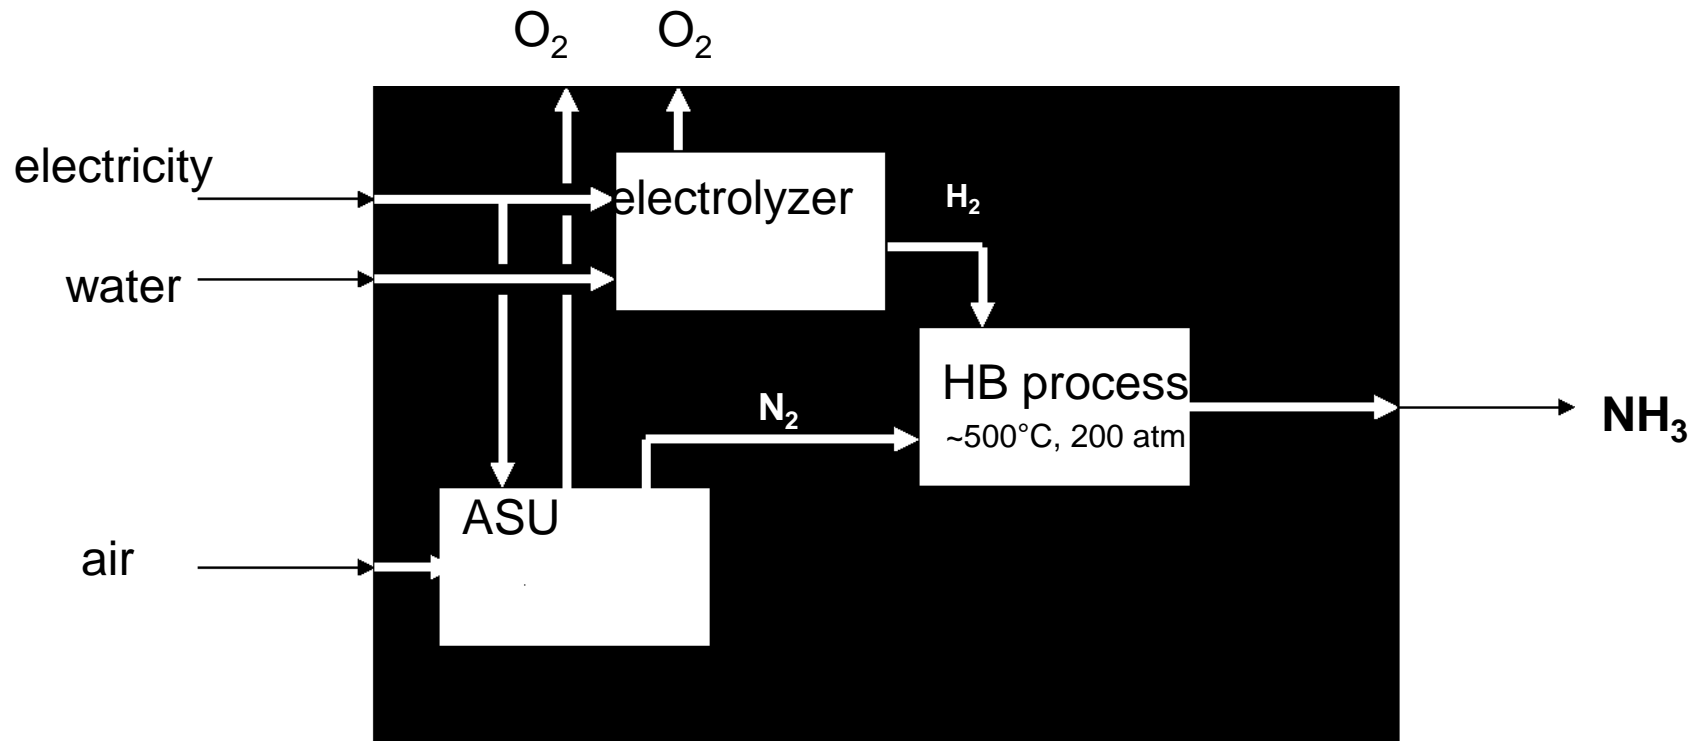 O₂ O₂
electricity
electrolyzer
H₂
water
HB process
~500°C, 200 atm
N₂
NH₃
ASU
air